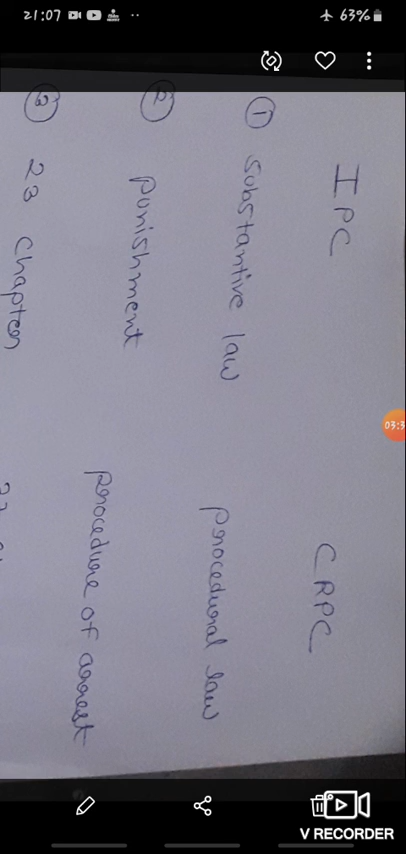 21:07
63%
IPC CRPC
① substantive law procedural law
② punishment procedure of arrest
③ 23 chapter
03:3
V RECORDER